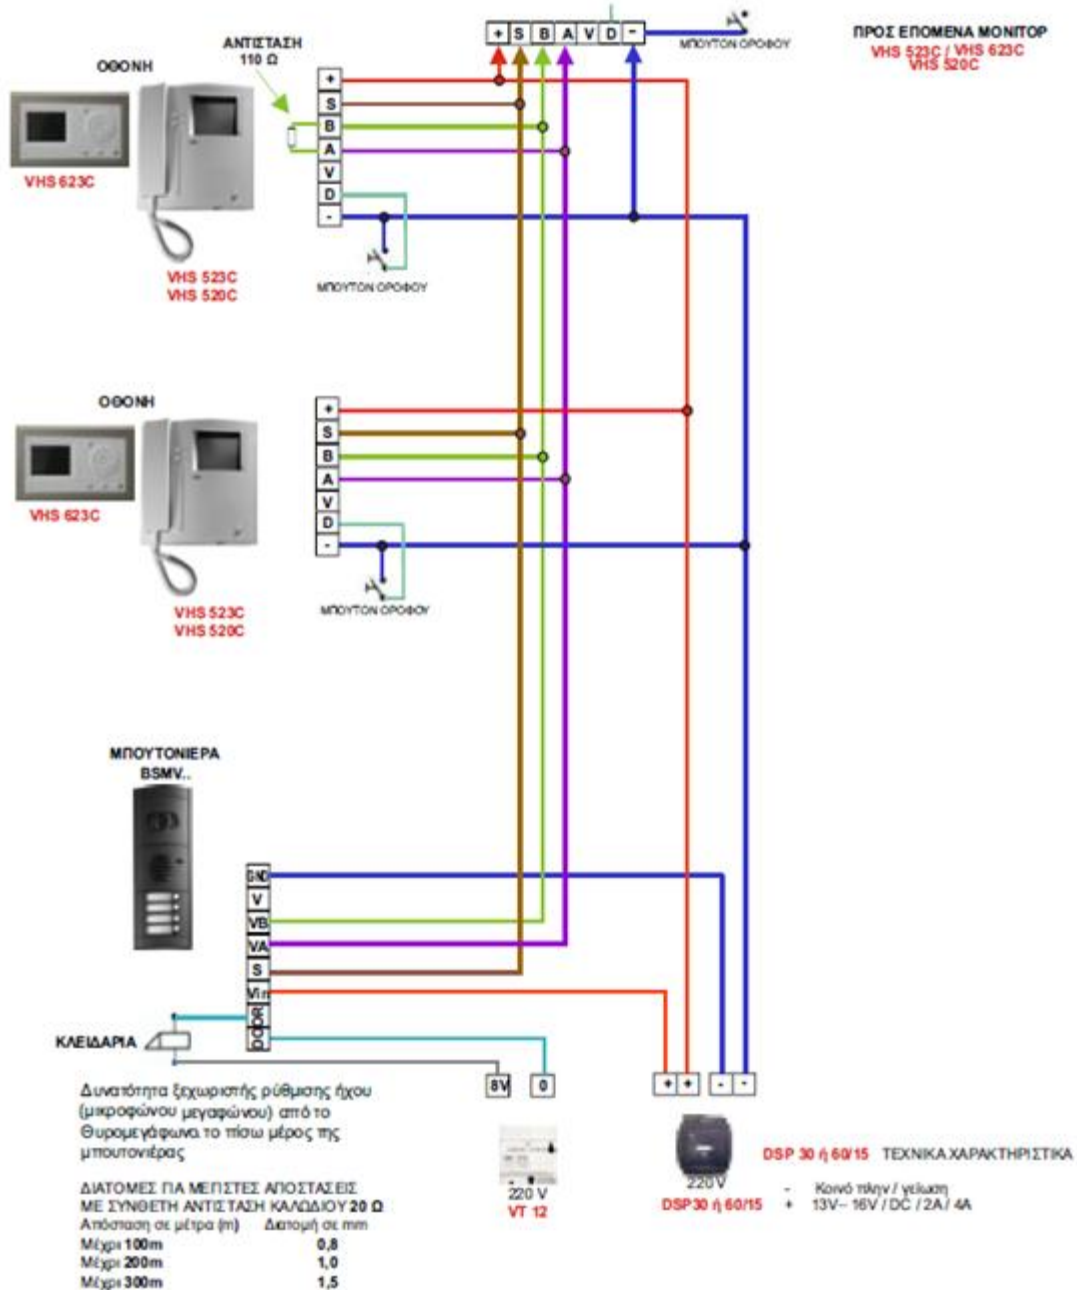 + S B A V D -
ΜΠΟΥΤΟΝ ΟΡΟΦΟΥ
ΠΡΟΣ ΕΠΟΜΕΝΑ ΜΟΝΙΤΟΡ
VHS 523C / VHS 623C
VHS 520C
ΑΝΤΙΣΤΑΣΗ
110 Ω
ΟΘΟΝΗ
+
S
B
A
V
D
-
VHS 623C
VHS 523C
VHS 520C
ΜΠΟΥΤΟΝ ΟΡΟΦΟΥ
ΟΘΟΝΗ
+
S
B
A
V
D
-
VHS 623C
VHS 523C
VHS 520C
ΜΠΟΥΤΟΝ ΟΡΟΦΟΥ
ΜΠΟΥΤΟΝΙΕΡΑ
BSMV..
GND
V
VB
VA
S
Vin
DOOR
ΚΛΕΙΔΑΡΙΑ
8V 0
+ + - -
Δυνατότητα ξεχωριστής ρύθμισης ήχου
(μικροφώνου μεγαφώνου) από το
Θυρομεγάφωνο το πίσω μέρος της
μπουτονιέρας
220 V
VT 12
220 V
DSP30 ή 60/15
DSP 30 ή 60/15 ΤΕΧΝΙΚΑ ΧΑΡΑΚΤΗΡΙΣΤΙΚΑ
- Κοινό πλην / γείωση
+ 13V-- 16V / DC / 2A / 4A
ΔΙΑΤΟΜΕΣ ΓΙΑ ΜΕΓΙΣΤΕΣ ΑΠΟΣΤΑΣΕΙΣ
ΜΕ ΣΥΝΘΕΤΗ ΑΝΤΙΣΤΑΣΗ ΚΑΛΩΔΙΟΥ 20 Ω
Απόσταση σε μέτρα (m) Διατομή σε mm
Μέχρι 100m 0,8
Μέχρι 200m 1,0
Μέχρι 300m 1,5